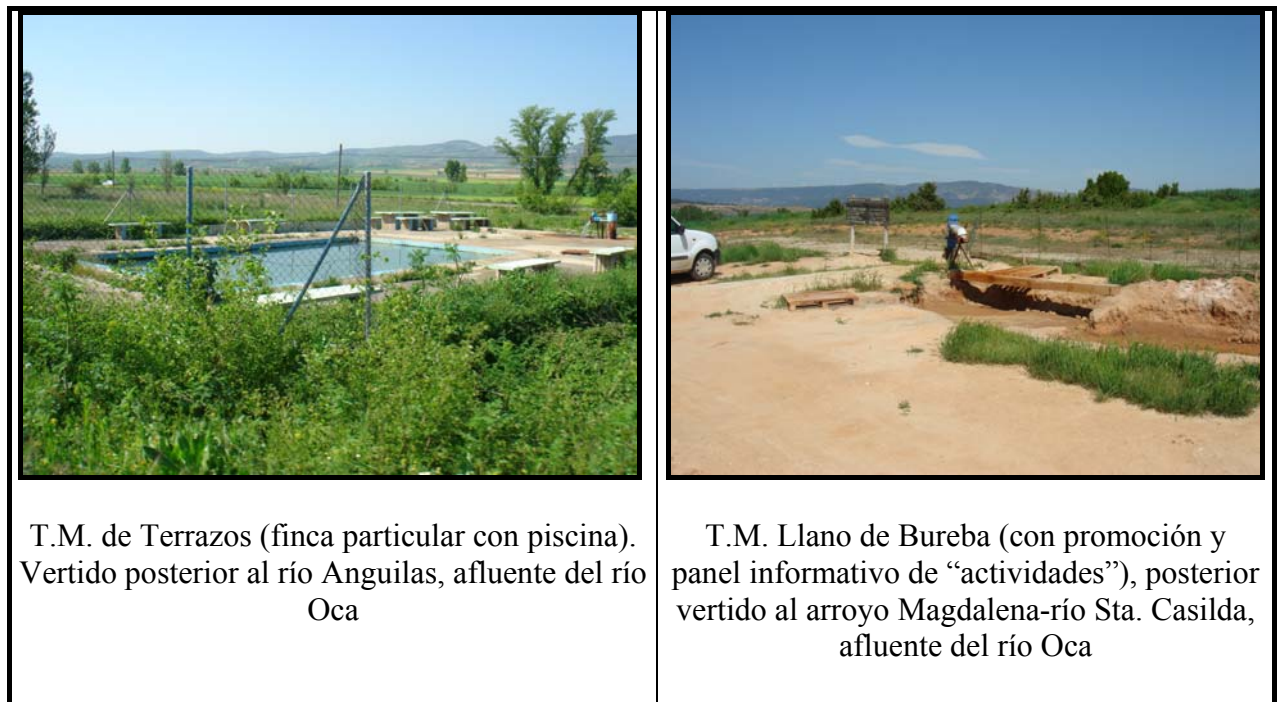 T.M. de Terrazos (finca particular con piscina).
Vertido posterior al río Anguilas, afluente del río
Oca
T.M. Llano de Bureba (con promoción y
panel informativo de “actividades”), posterior
vertido al arroyo Magdalena-río Sta. Casilda,
afluente del río Oca